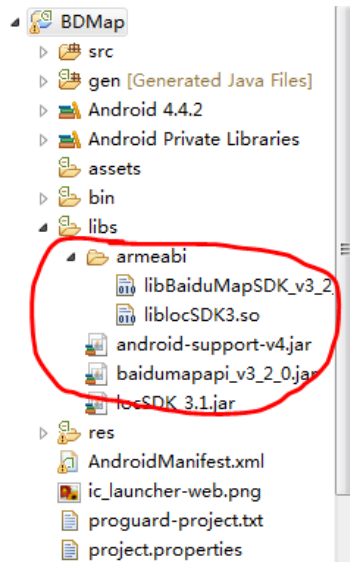 BDMap
src
gen [Generated Java Files]
Android 4.4.2
Android Private Libraries
assets
bin
libs
armeabi
libBaiduMapSDK_v3_2_
liblocSDK3.so
android-support-v4.jar
baidumapapi_v3_2_0.jar
locSDK_3.1.jar
res
AndroidManifest.xml
ic_launcher-web.png
proguard-project.txt
project.properties